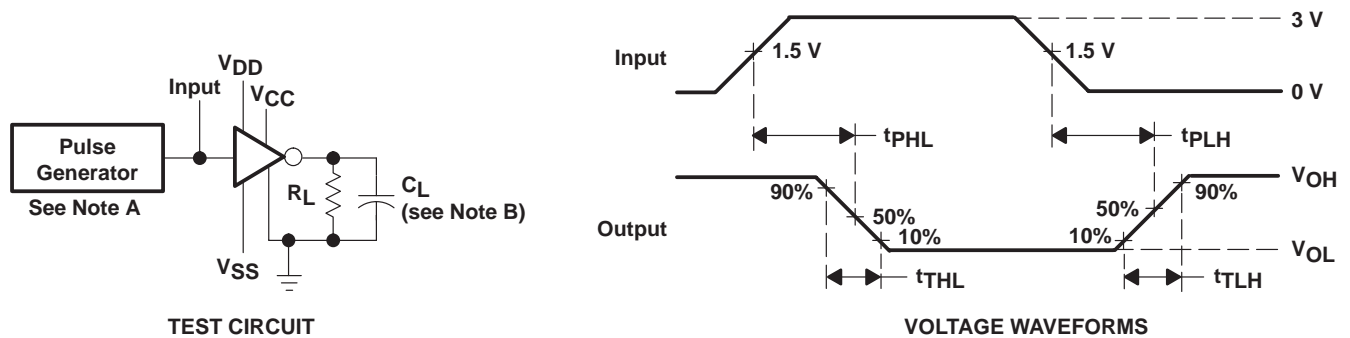 Pulse
Generator
See Note A
Input
VDD
VCC
VSS
RL
CL
(see Note B)
TEST CIRCUIT
Input
1.5 V
1.5 V
3 V
0 V
tPHL
tPLH
Output
90%
50%
10%
10%
50%
90%
VOH
VOL
tTHL
tTLH
VOLTAGE WAVEFORMS